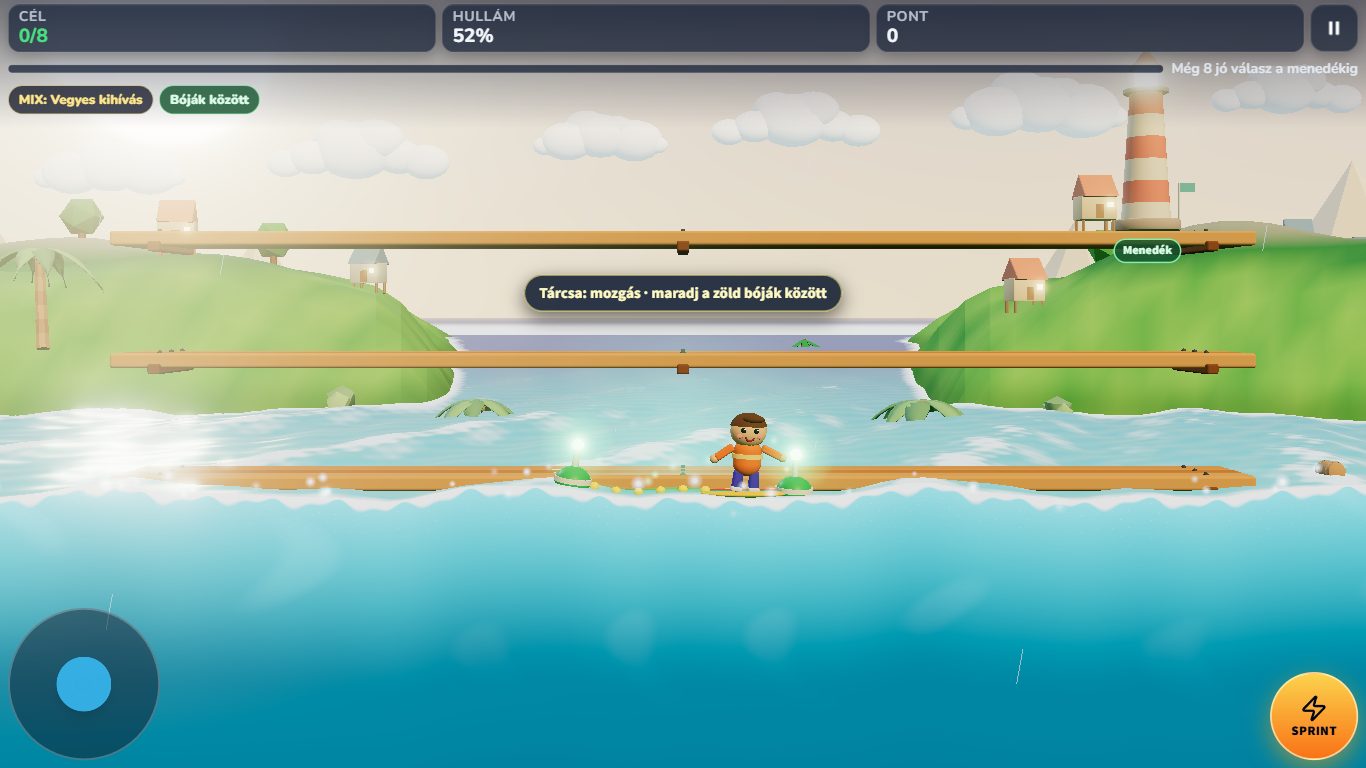 CÉL
0/8
HULLÁM
52%
PONT
0
Még 8 jó válasz a menedékig
MIX: Vegyes kihívás
Bóják között
Menedék
Tárcsa: mozgás · maradj a zöld bóják között
SPRINT